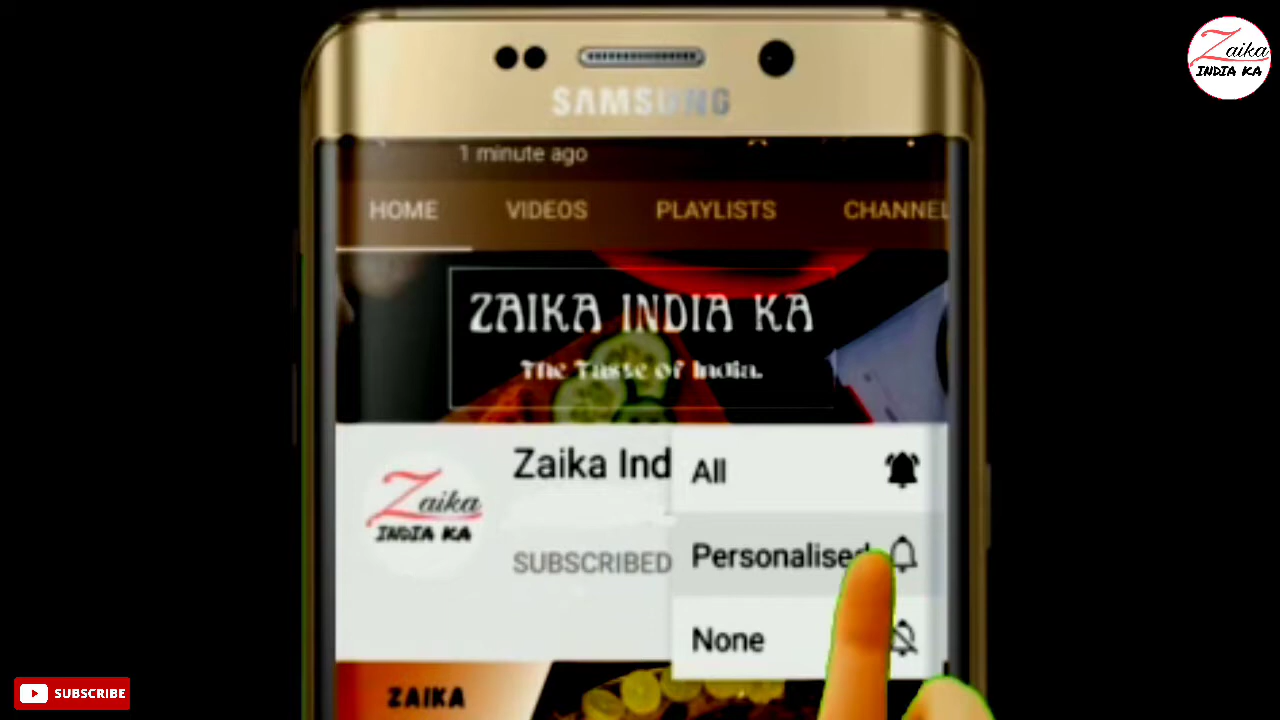 Zaika
INDIA KA
SAMSUNG
1 minute ago
HOME VIDEOS PLAYLISTS CHANNEL
ZAIKA INDIA KA
The Taste of India.
Zaika Ind
All
Zaika
INDIA KA
SUBSCRIBED
Personalised
None
ZAIKA
SUBSCRIBE